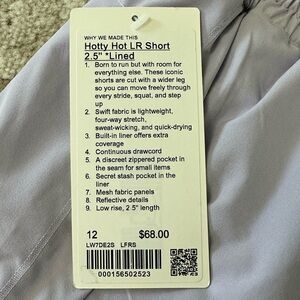 WHY WE MADE THIS
Hotty Hot LR Short
2.5" *Lined
1. Born to run but with room for
everything else. These iconic
shorts are cut with a wider leg
so you can move freely through
every stride, squat, and step
up
2. Swift fabric is lightweight,
four-way stretch,
sweat-wicking, and quick-drying
3. Built-in liner offers extra
coverage
4. Continuous drawcord
5. A discreet zippered pocket in
the seam for small items
6. Secret stash pocket in the
liner
7. Mesh fabric panels
8. Reflective details
9. Low rise, 2.5" length
12 $68.00
LW7DE2S LFRS
000156502523